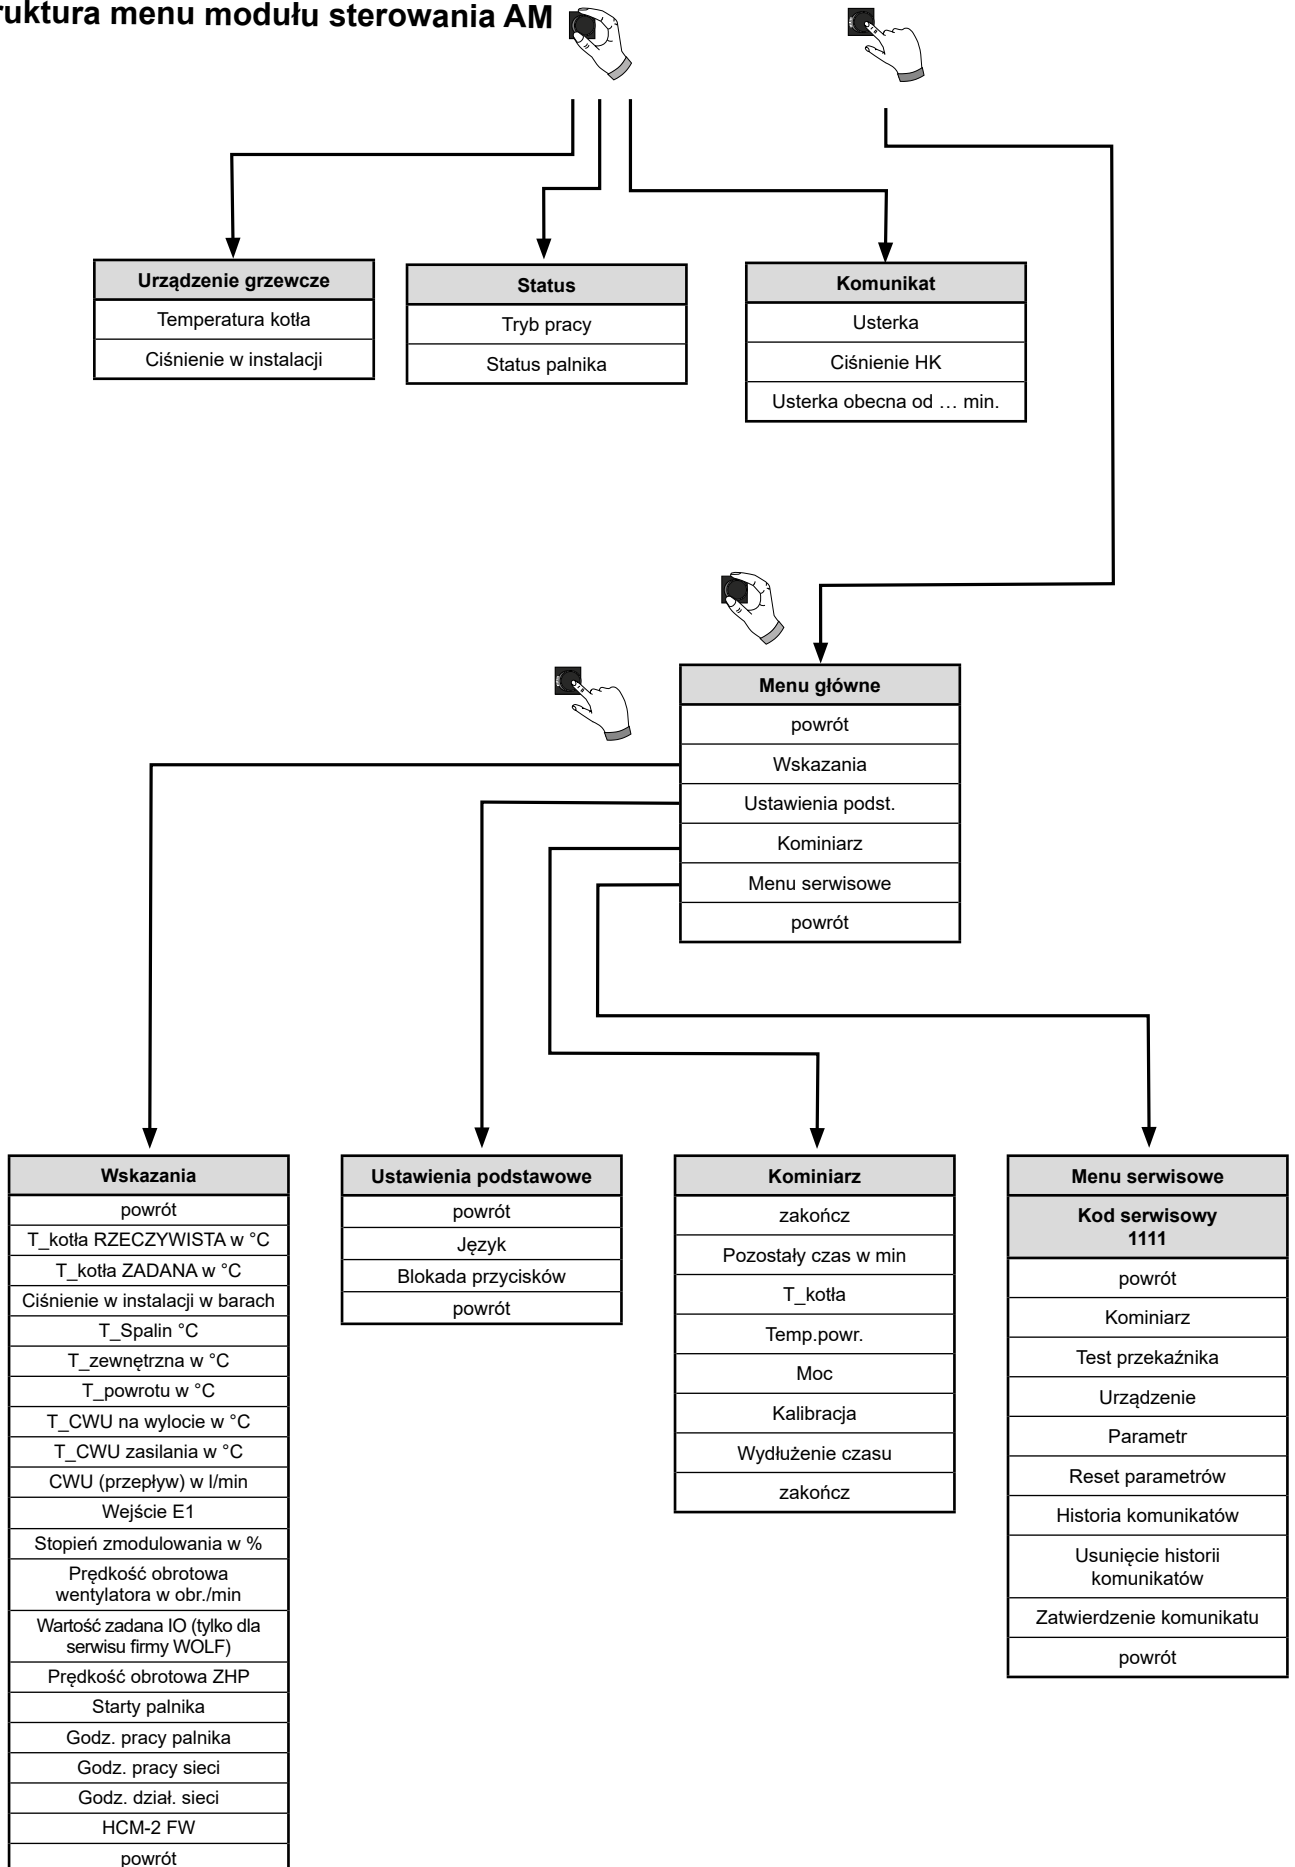 ruktura menu modułu sterowania AM
Urządzenie grzewcze
Temperatura kotła
Ciśnienie w instalacji
Status
Tryb pracy
Status palnika
Komunikat
Usterka
Ciśnienie HK
Usterka obecna od … min.
Menu główne
powrót
Wskazania
Ustawienia podst.
Kominiarz
Menu serwisowe
powrót
Wskazania
powrót
T_kotła RZECZYWISTA w °C
T_kotła ZADANA w °C
Ciśnienie w instalacji w barach
T_Spalin °C
T_zewnętrzna w °C
T_powrotu w °C
T_CWU na wylocie w °C
T_CWU zasilania w °C
CWU (przepływ) w l/min
Wejście E1
Stopień zmodulowania w %
Prędkość obrotowa
wentylatora w obr./min
Wartość zadana IO (tylko dla
serwisu firmy WOLF)
Prędkość obrotowa ZHP
Starty palnika
Godz. pracy palnika
Godz. pracy sieci
Godz. dział. sieci
HCM-2 FW
powrót
Ustawienia podstawowe
powrót
Język
Blokada przycisków
powrót
Kominiarz
zakończ
Pozostały czas w min
T_kotła
Temp.powr.
Moc
Kalibracja
Wydłużenie czasu
zakończ
Menu serwisowe
Kod serwisowy
1111
powrót
Kominiarz
Test przekaźnika
Urządzenie
Parametr
Reset parametrów
Historia komunikatów
Usunięcie historii
komunikatów
Zatwierdzenie komunikatu
powrót